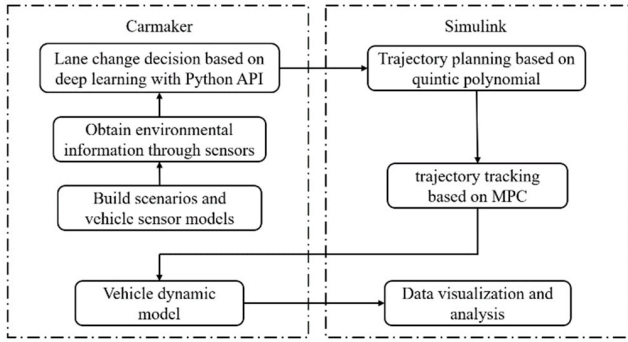 Carmaker
Simulink
Lane change decision based on
deep learning with Python API
Trajectory planning based on
quintic polynomial
Obtain environmental
information through sensors
Build scenarios and
vehicle sensor models
trajectory tracking
based on MPC
Vehicle dynamic
model
Data visualization and
analysis